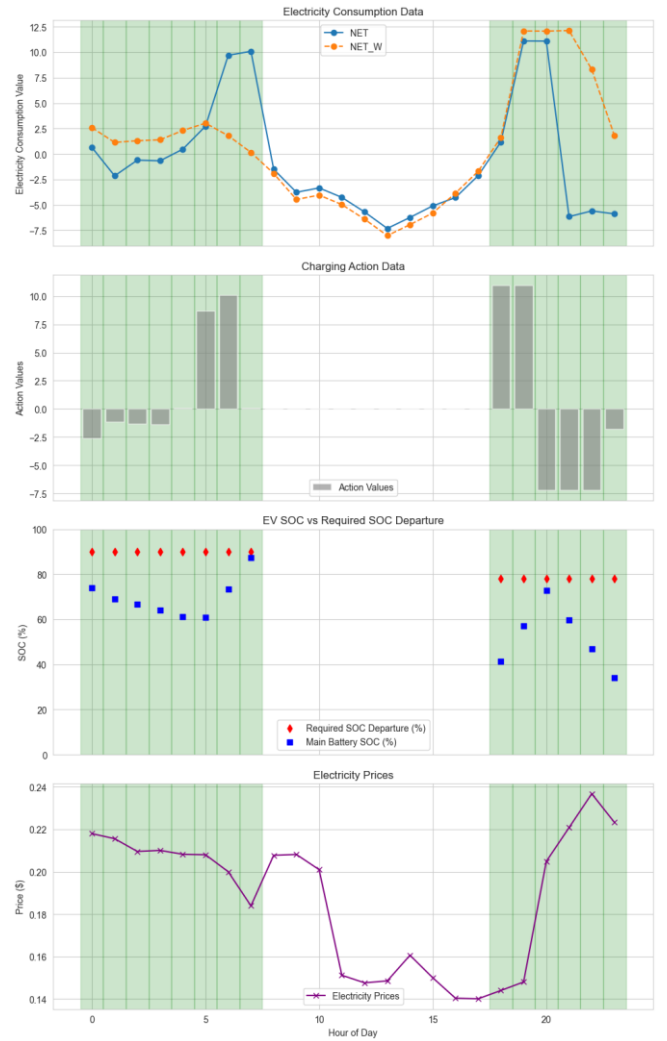 Electricity Consumption Data
Electricity Consumption Value
12.5
10.0
7.5
5.0
2.5
0.0
−2.5
−5.0
−7.5
NET
NET_W
Charging Action Data
Action Values
10.0
7.5
5.0
2.5
0.0
−2.5
−5.0
−7.5
Action Values
EV SOC vs Required SOC Departure
SOC (%)
100
80
60
40
20
0
Required SOC Departure (%)
Main Battery SOC (%)
Electricity Prices
Price ($)
0.24
0.22
0.20
0.18
0.16
0.14
Electricity Prices
0 5 10 15 20
Hour of Day